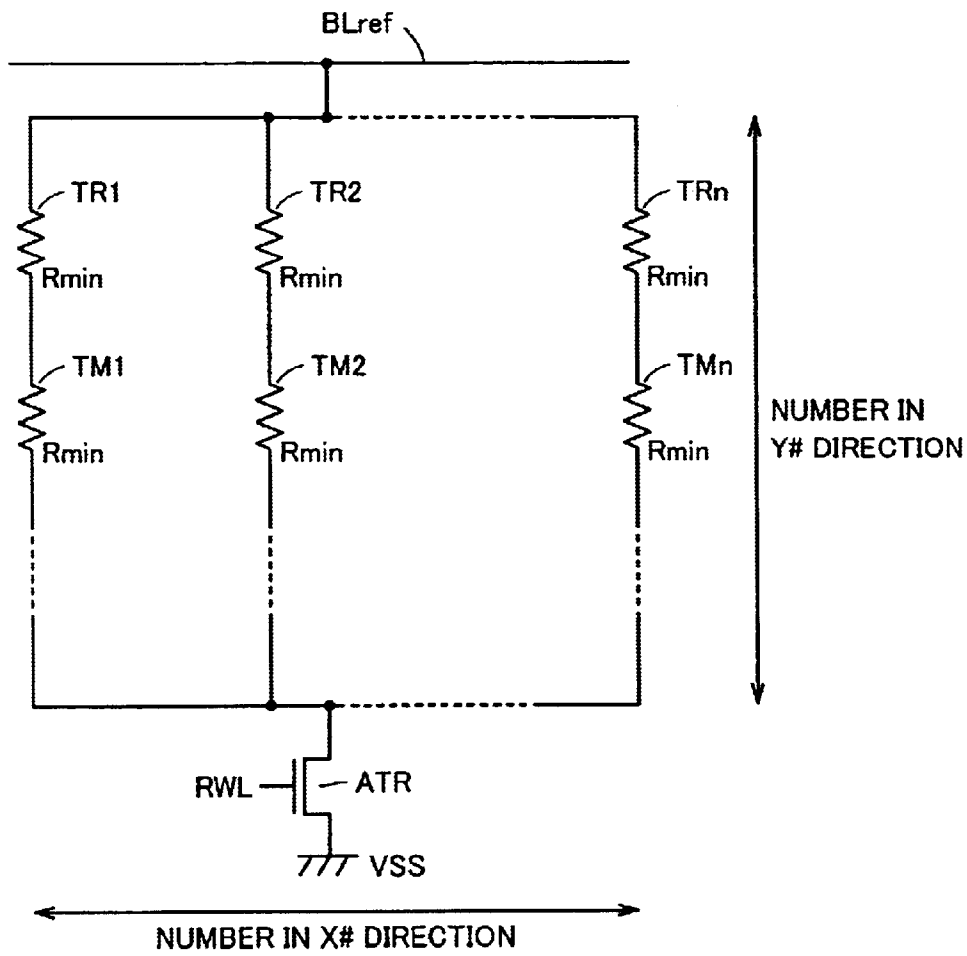 BLref
TR1
TR2
TRn
Rmin
Rmin
Rmin
TM1
TM2
TMn
Rmin
Rmin
Rmin
NUMBER IN
Y# DIRECTION
RWL
ATR
VSS
NUMBER IN X# DIRECTION